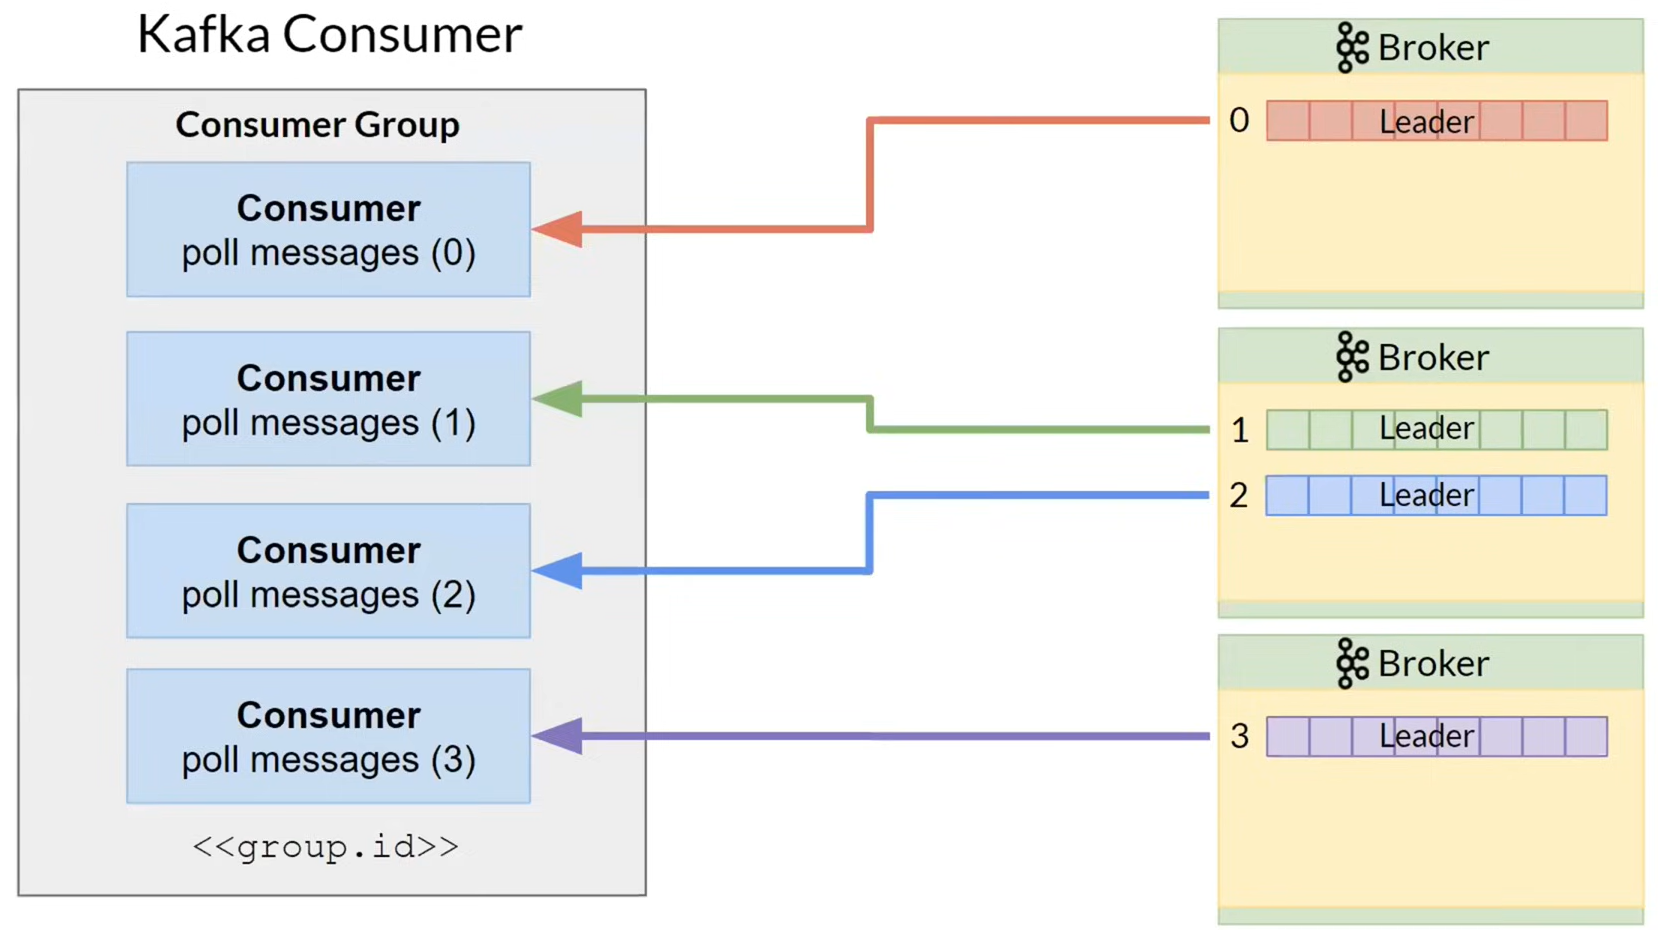 Kafka Consumer
Consumer Group
Consumer
poll messages (0)
Consumer
poll messages (1)
Consumer
poll messages (2)
Consumer
poll messages (3)
<<group.id>>
Broker
0 Leader
Broker
1 Leader
2 Leader
Broker
3 Leader